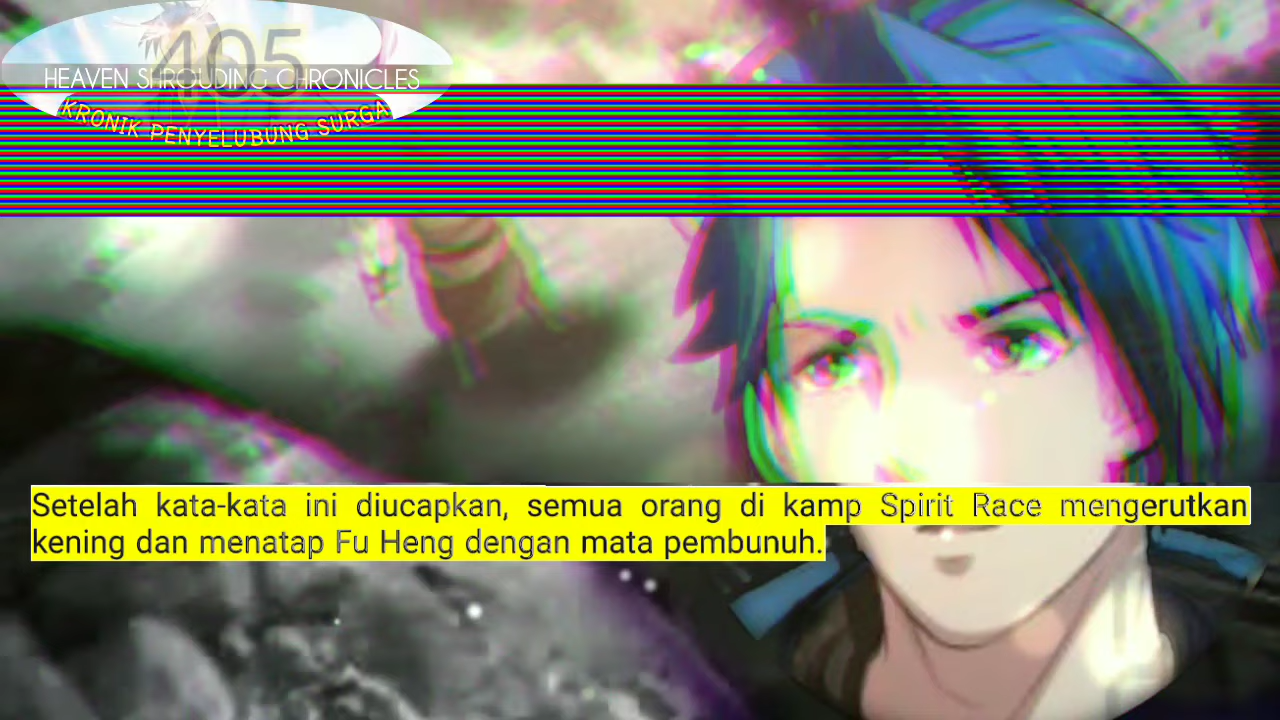 405
HEAVEN SHROUDING CHRONICLES
KRONIK PENYELUBUNG SURGA
Setelah kata-kata ini diucapkan, semua orang di kamp Spirit Race mengerutkan
kening dan menatap Fu Heng dengan mata pembunuh.